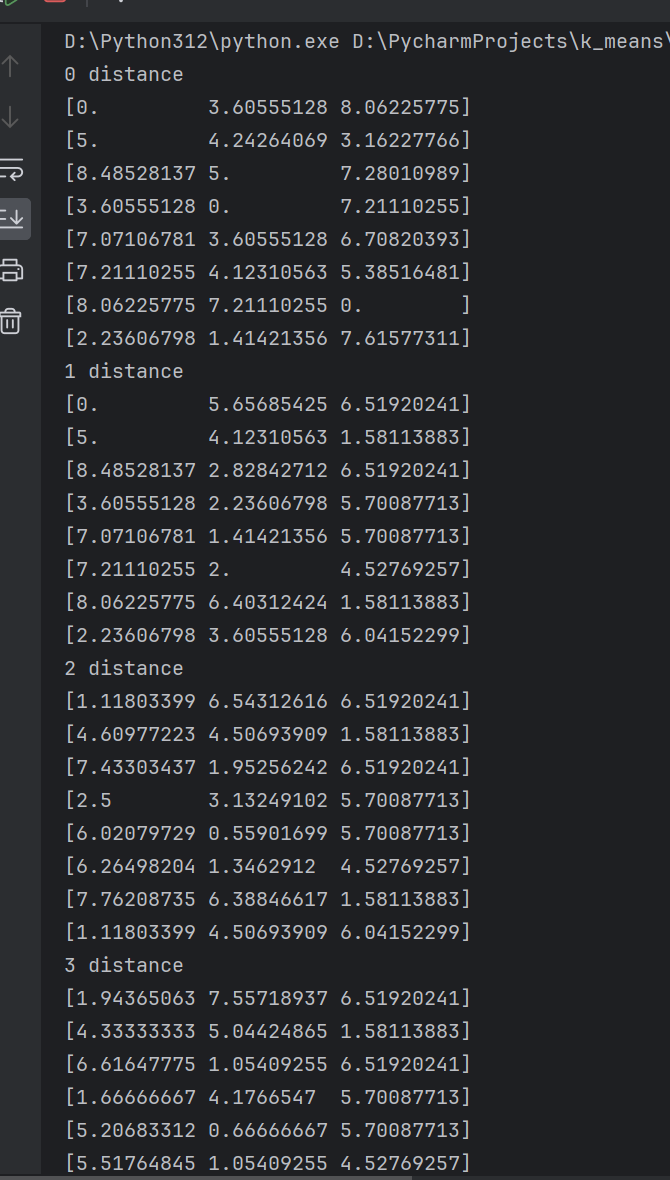 D:\Python312\python.exe D:\PycharmProjects\k_means\
0 distance
[0.         3.60555128 8.06225775]
[5.         4.24264069 3.16227766]
[8.48528137 5.         7.28010989]
[3.60555128 0.         7.21110255]
[7.07106781 3.60555128 6.70820393]
[7.21110255 4.12310563 5.38516481]
[8.06225775 7.21110255 0.        ]
[2.23606798 1.41421356 7.61577311]
1 distance
[0.         5.65685425 6.51920241]
[5.         4.12310563 1.58113883]
[8.48528137 2.82842712 6.51920241]
[3.60555128 2.23606798 5.70087713]
[7.07106781 1.41421356 5.70087713]
[7.21110255 2.         4.52769257]
[8.06225775 6.40312424 1.58113883]
[2.23606798 3.60555128 6.04152299]
2 distance
[1.11803399 6.54312616 6.51920241]
[4.60977223 4.50693909 1.58113883]
[7.43303437 1.95256242 6.51920241]
[2.5        3.13249102 5.70087713]
[6.02079729 0.55901699 5.70087713]
[6.26498204 1.3462912  4.52769257]
[7.76208735 6.38846617 1.58113883]
[1.11803399 4.50693909 6.04152299]
3 distance
[1.94365063 7.55718937 6.51920241]
[4.33333333 5.04424865 1.58113883]
[6.61647775 1.05409255 6.51920241]
[1.66666667 4.1766547  5.70087713]
[5.20683312 0.66666667 5.70087713]
[5.51764845 1.05409255 4.52769257]